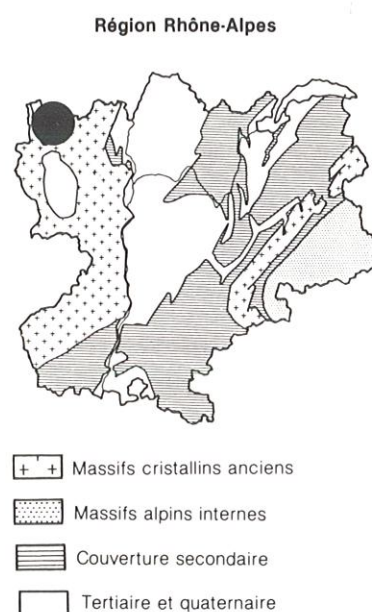 Région Rhône-Alpes
Massifs cristallins anciens
Massifs alpins internes
Couverture secondaire
Tertiaire et quaternaire